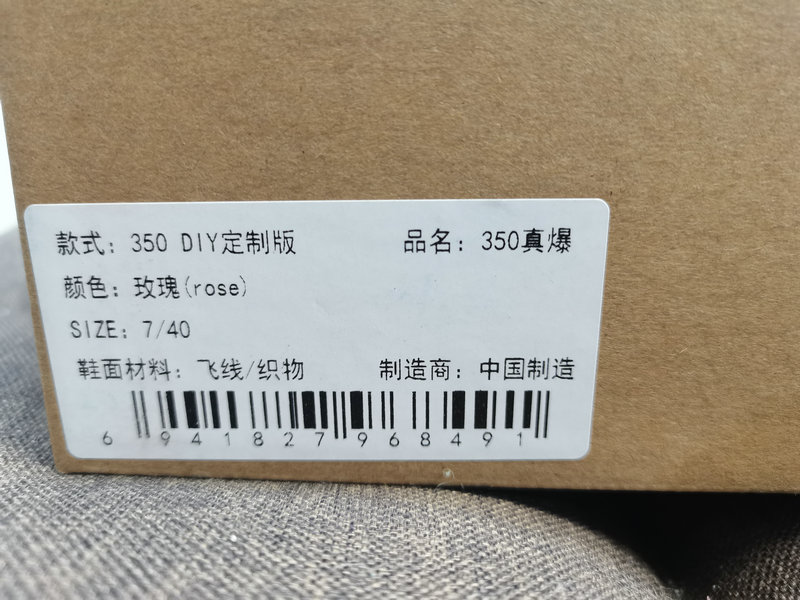 款式：350 DIY定制版 品名：350真爆
颜色：玫瑰(rose)
SIZE：7/40
鞋面材料：飞线/织物 制造商：中国制造
6 941827 968491